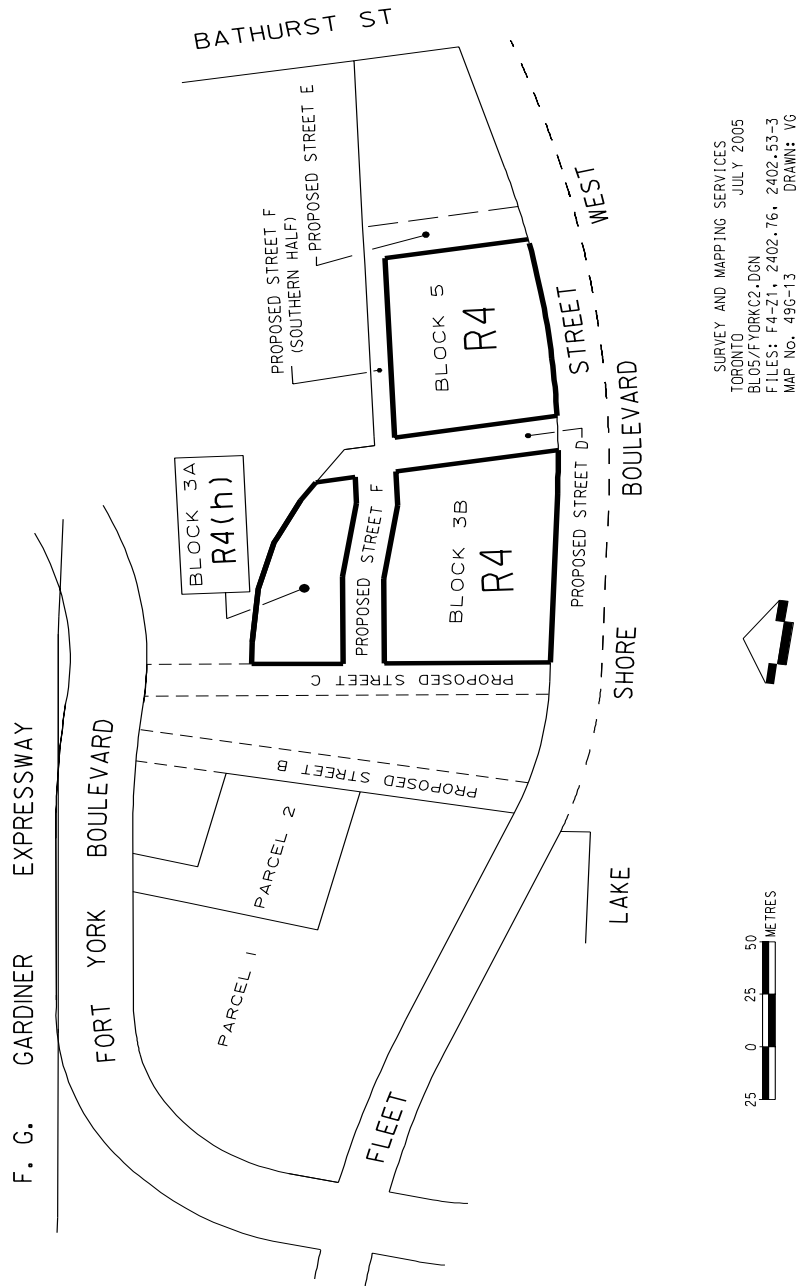 BATHURST ST
F. G. GARDINER EXPRESSWAY
FORT YORK BOULEVARD
PROPOSED STREET F
(SOUTHERN HALF)
PROPOSED STREET E
BLOCK 3A
R4(h)
BLOCK 5
R4
BLOCK 3B
R4
PROPOSED STREET F
PROPOSED STREET D
PROPOSED STREET C
PROPOSED STREET B
PARCEL 1
PARCEL 2
FLEET STREET WEST
LAKE SHORE BOULEVARD
25 0 25 50
METRES
SURVEY AND MAPPING SERVICES
TORONTO JULY 2005
BL05/FYORKC2.DGN
FILES: F4-Z1, 2402.76, 2402.53-3
MAP No. 49G-13 DRAWN: VG